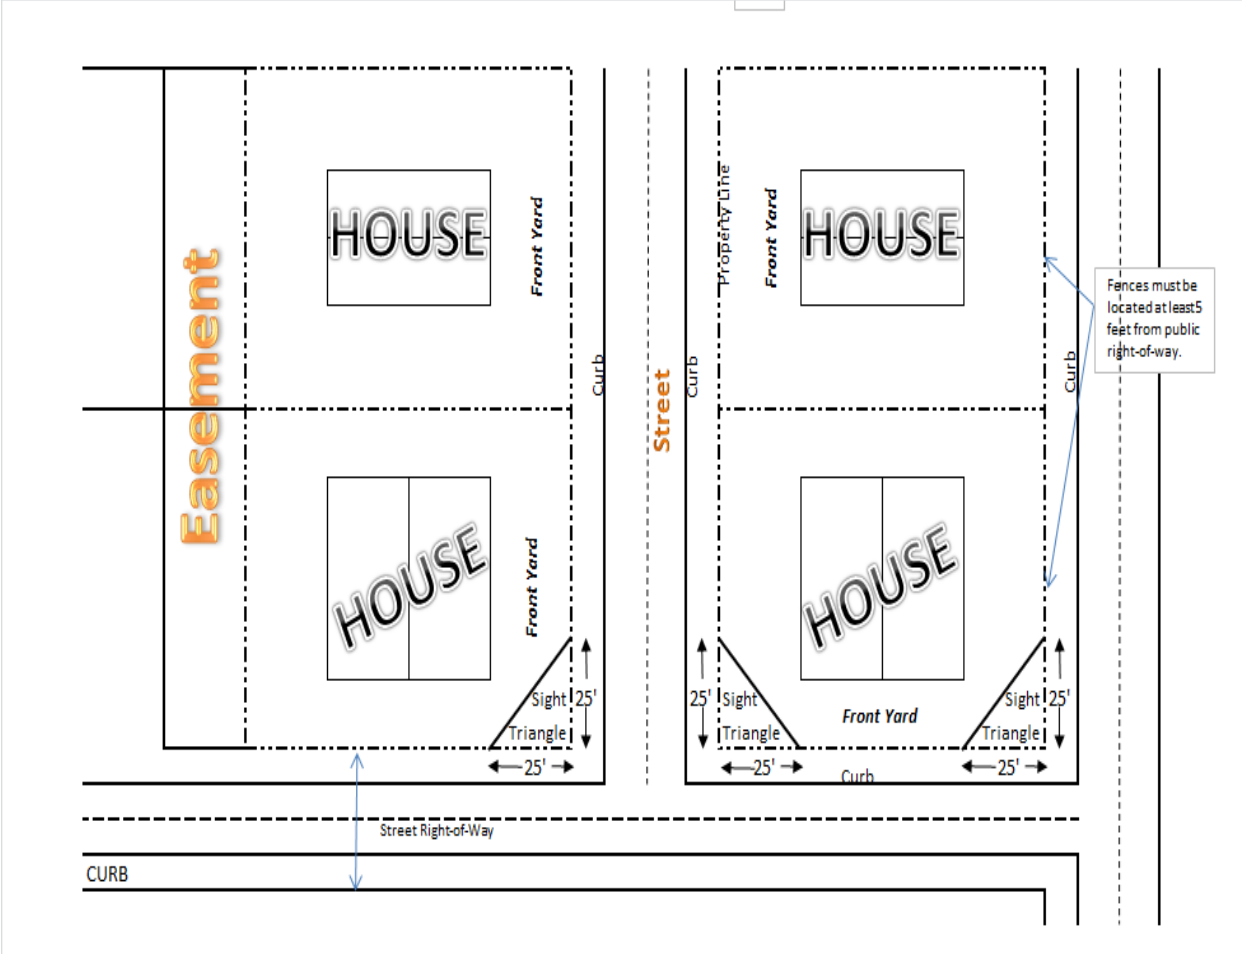 HOUSE
Front Yard
Property Line
Front Yard
HOUSE
Easement
Fences must be
located at least5
feet from public
right-of-way.
Curb
Street
Curb
Curb
HOUSE
Front Yard
HOUSE
Sight
Triangle
25'
25'
25'
Sight
Triangle
25'
Front Yard
Sight
Triangle
25'
25'
Curb
Street Right-of-Way
CURB